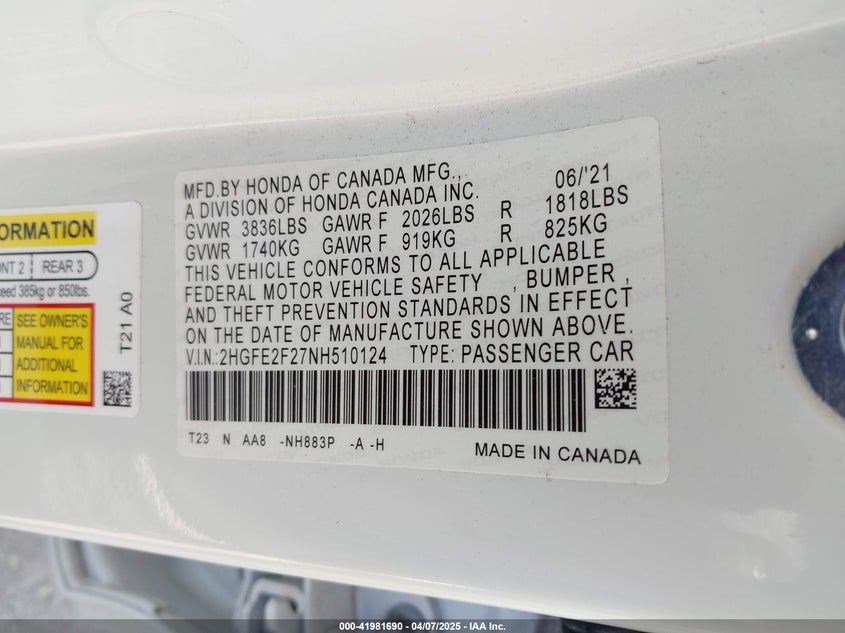 MFD.BY HONDA OF CANADA MFG., 06/'21
A DIVISION OF HONDA CANADA INC.
GVWR 3836LBS GAWR F 2026LBS R 1818LBS
GVWR 1740KG GAWR F 919KG R 825KG
THIS VEHICLE CONFORMS TO ALL APPLICABLE
FEDERAL MOTOR VEHICLE SAFETY , BUMPER ,
AND THEFT PREVENTION STANDARDS IN EFFECT
ON THE DATE OF MANUFACTURE SHOWN ABOVE.
V.I.N.:2HGFE2F27NH510124 TYPE: PASSENGER CAR
T23 N AA8 -NH883P -A -H MADE IN CANADA
REAR 3
385kg or 850lbs.
SEE OWNER'S
MANUAL FOR
ADDITIONAL
INFORMATION
T21 A0
000-41981690 04/07/2025 - IAA Inc.